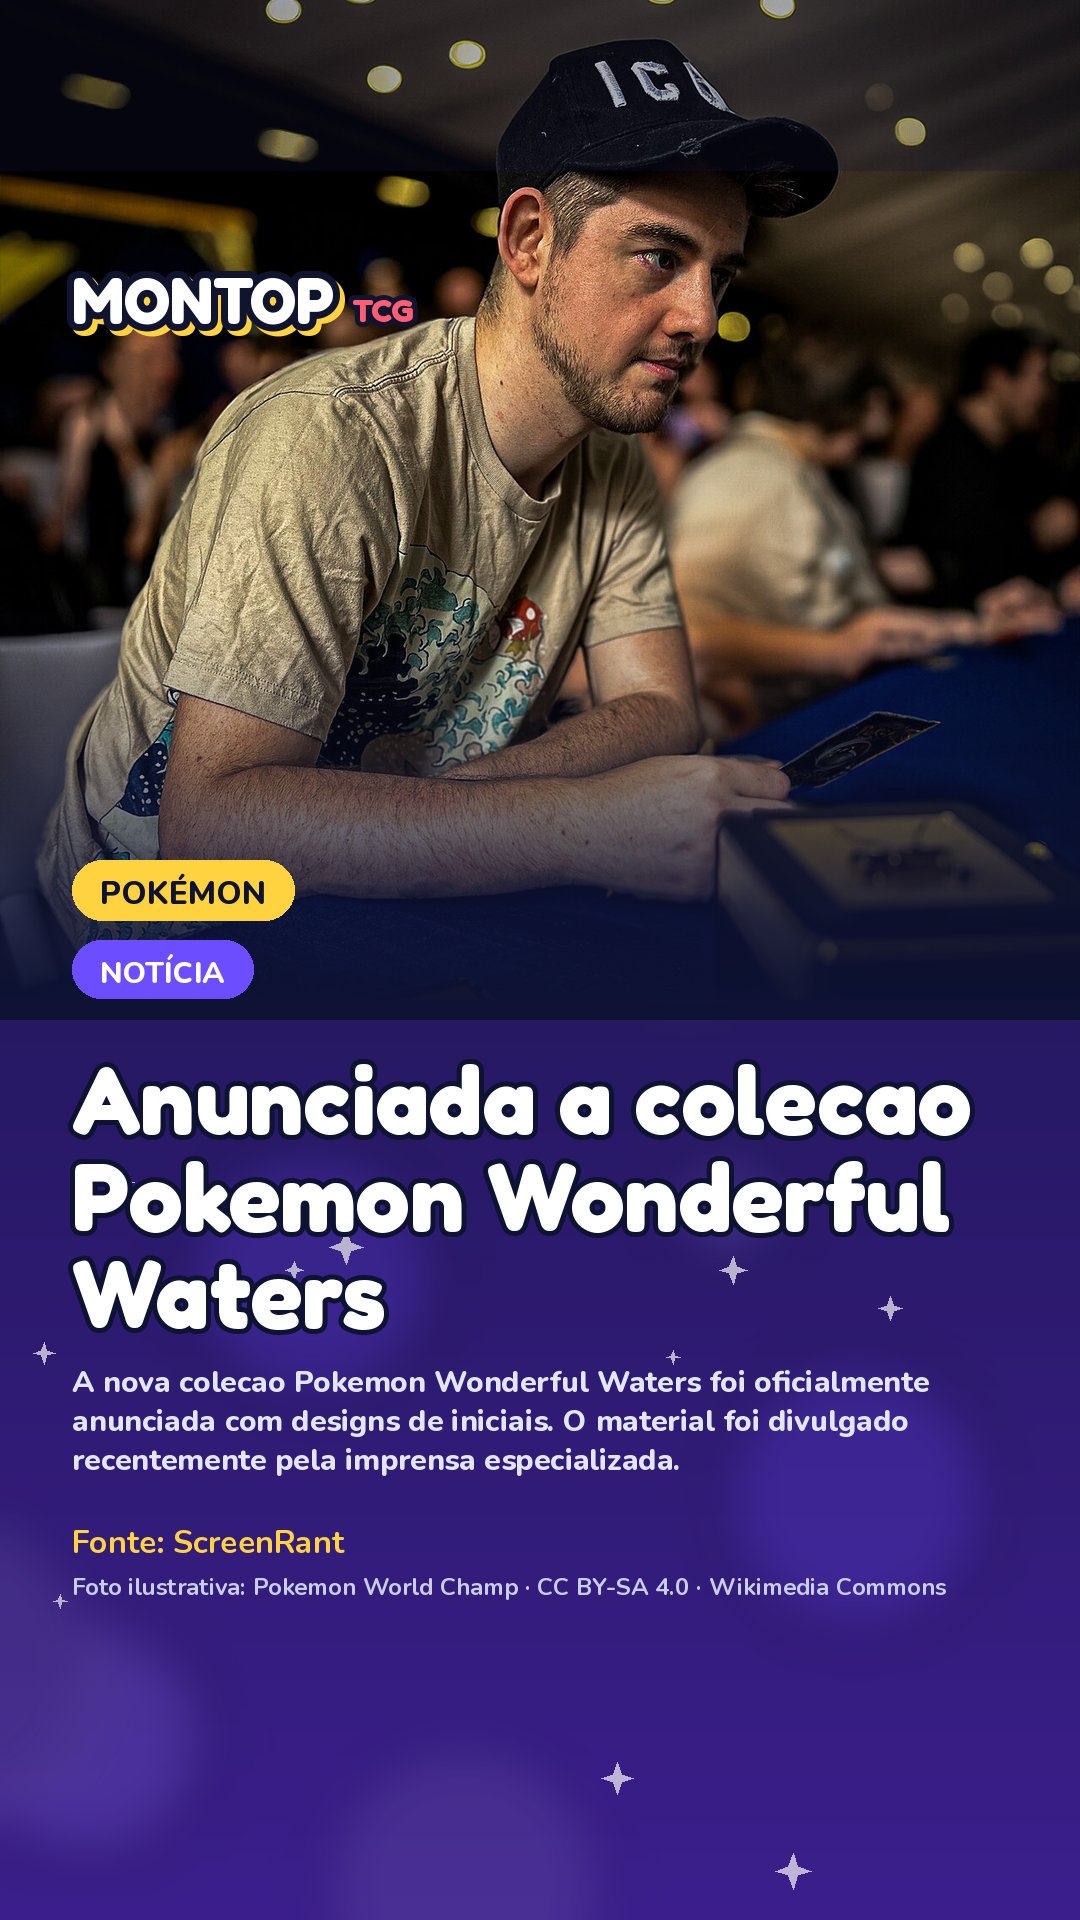 ICG
MONTOP TCG
POKÉMON
NOTÍCIA
Anunciada a colecao
Pokemon Wonderful
Waters
A nova colecao Pokemon Wonderful Waters foi oficialmente
anunciada com designs de iniciais. O material foi divulgado
recentemente pela imprensa especializada.
Fonte: ScreenRant
Foto ilustrativa: Pokemon World Champ · CC BY-SA 4.0 · Wikimedia Commons